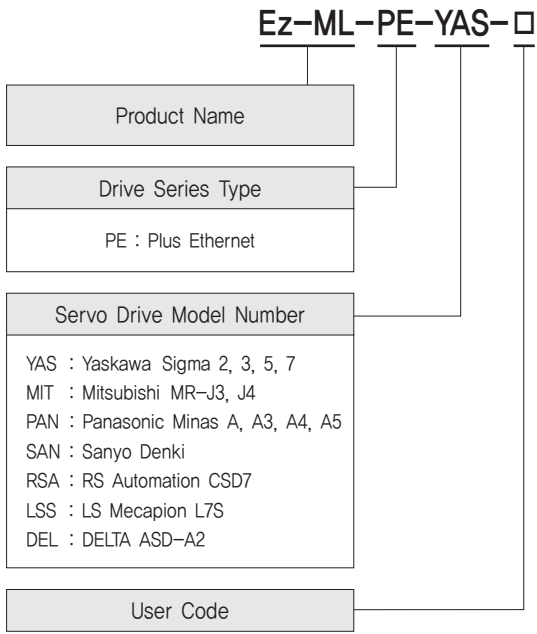 Ez-ML-PE-YAS-□
Product Name
Drive Series Type
PE : Plus Ethernet
Servo Drive Model Number
YAS : Yaskawa Sigma 2, 3, 5, 7
MIT : Mitsubishi MR-J3, J4
PAN : Panasonic Minas A, A3, A4, A5
SAN : Sanyo Denki
RSA : RS Automation CSD7
LSS : LS Mecapion L7S
DEL : DELTA ASD-A2
User Code